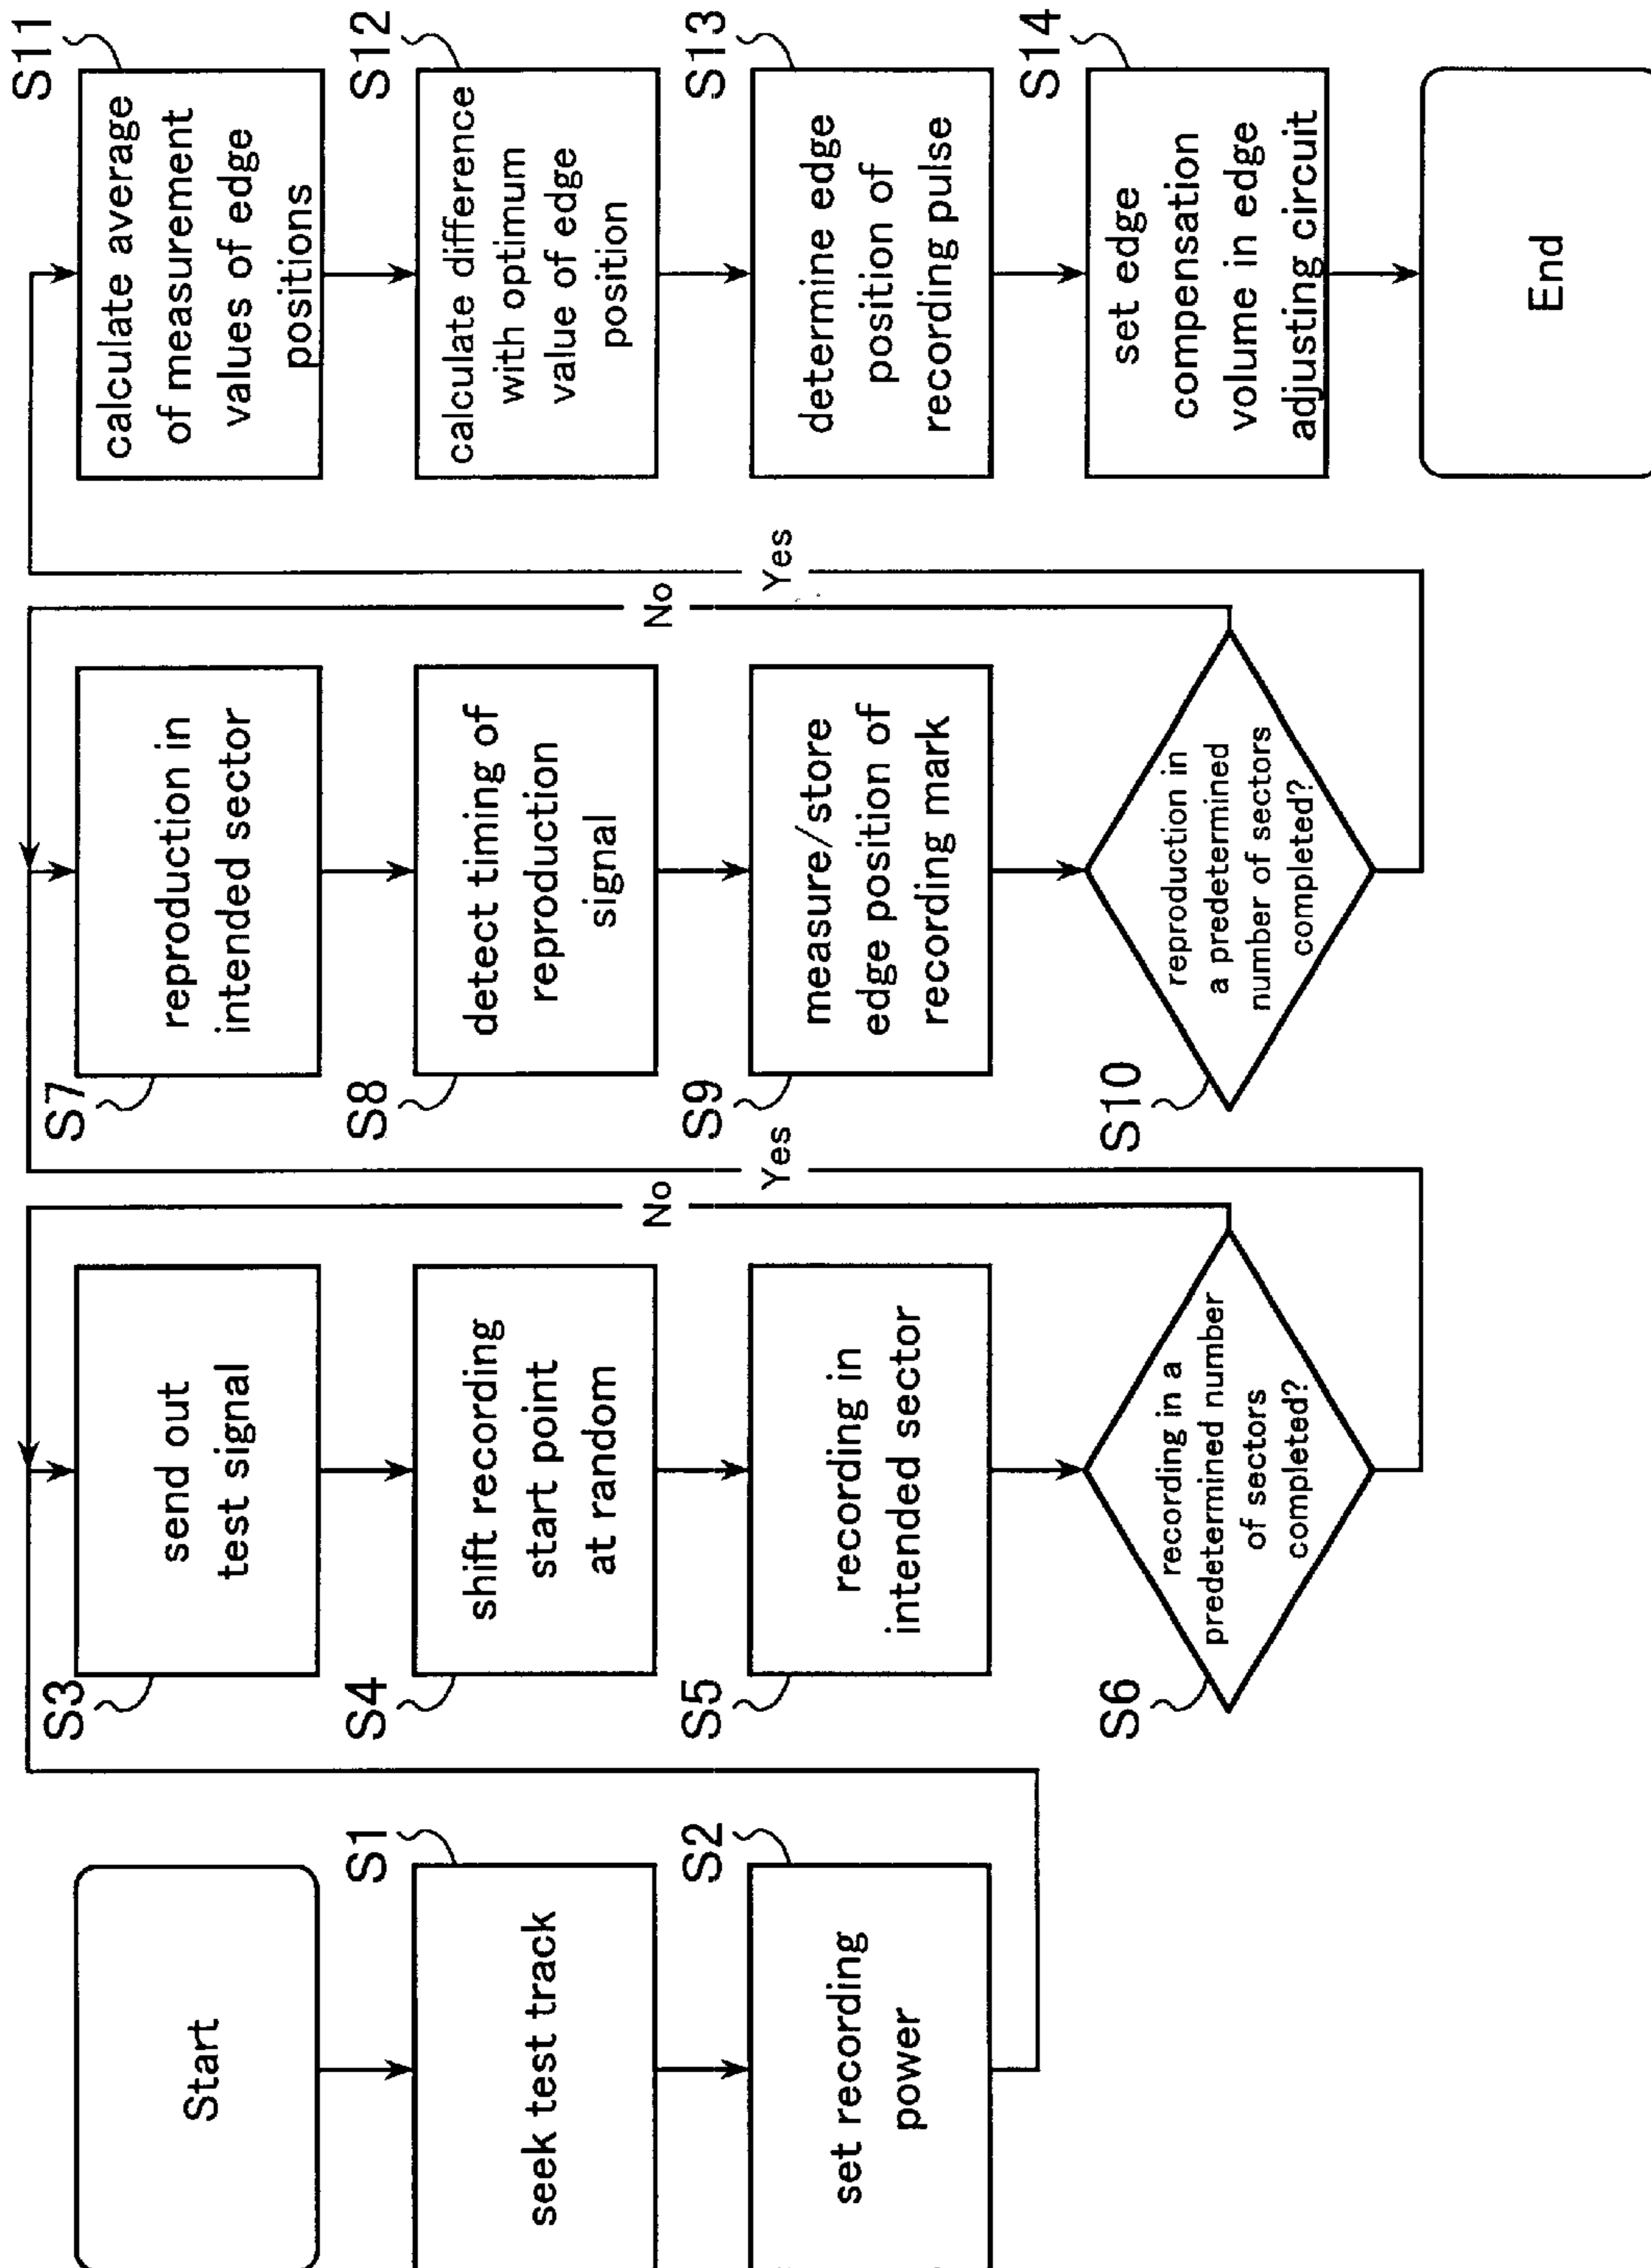 Start
S1
seek test track
S2
set recording
power
S3
send out
test signal
S4
shift recording
start point
at random
S5
recording in
intended sector
S6
recording in a
predetermined number
of sectors
completed?
No
Yes
S7
reproduction in
intended sector
S8
detect timing of
reproduction
signal
S9
measure/store
edge position of
recording mark
S10
reproduction in
a predetermined
number of sectors
completed?
No
Yes
S11
calculate average
of measurement
values of edge
positions
S12
calculate difference
with optimum
value of edge
position
S13
determine edge
position of
recording pulse
S14
set edge
compensation
volume in edge
adjusting circuit
End